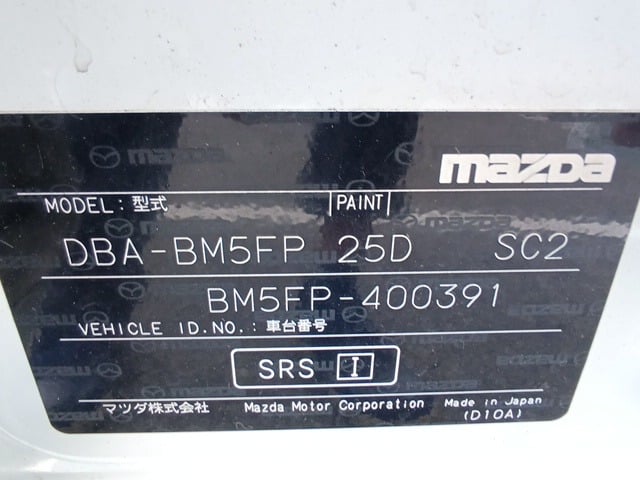 mazda
MODEL:型式 PAINT
DBA-BM5FP 25D SC2
BM5FP-400391
VEHICLE ID.NO.:車台番号
SRS I
マツダ株式会社 Mazda Motor Corporation Made in Japan
(D10A)